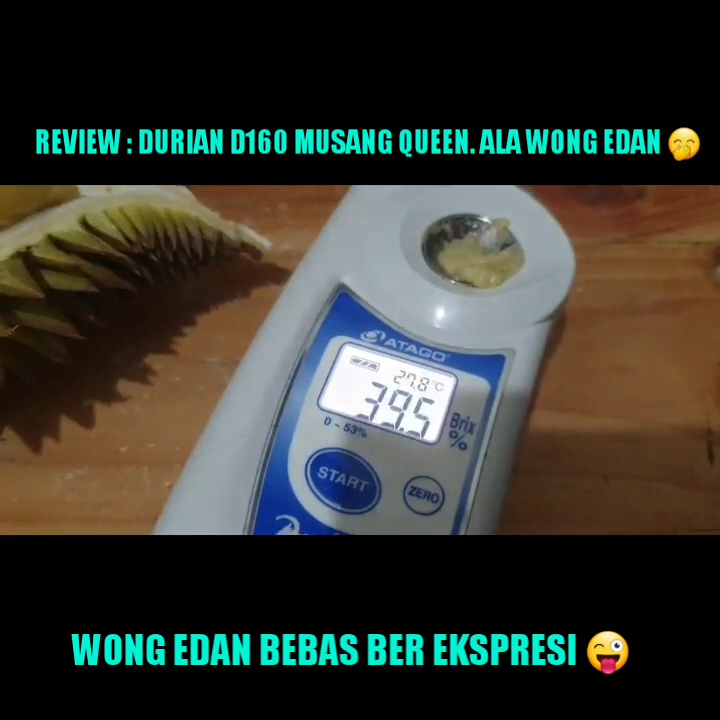 REVIEW : DURIAN D160 MUSANG QUEEN. ALA WONG EDAN 🤭
ATAGO
27.8 °C
39.5 Brix %
0 ~ 53%
START
ZERO
WONG EDAN BEBAS BER EKSPRESI 😜